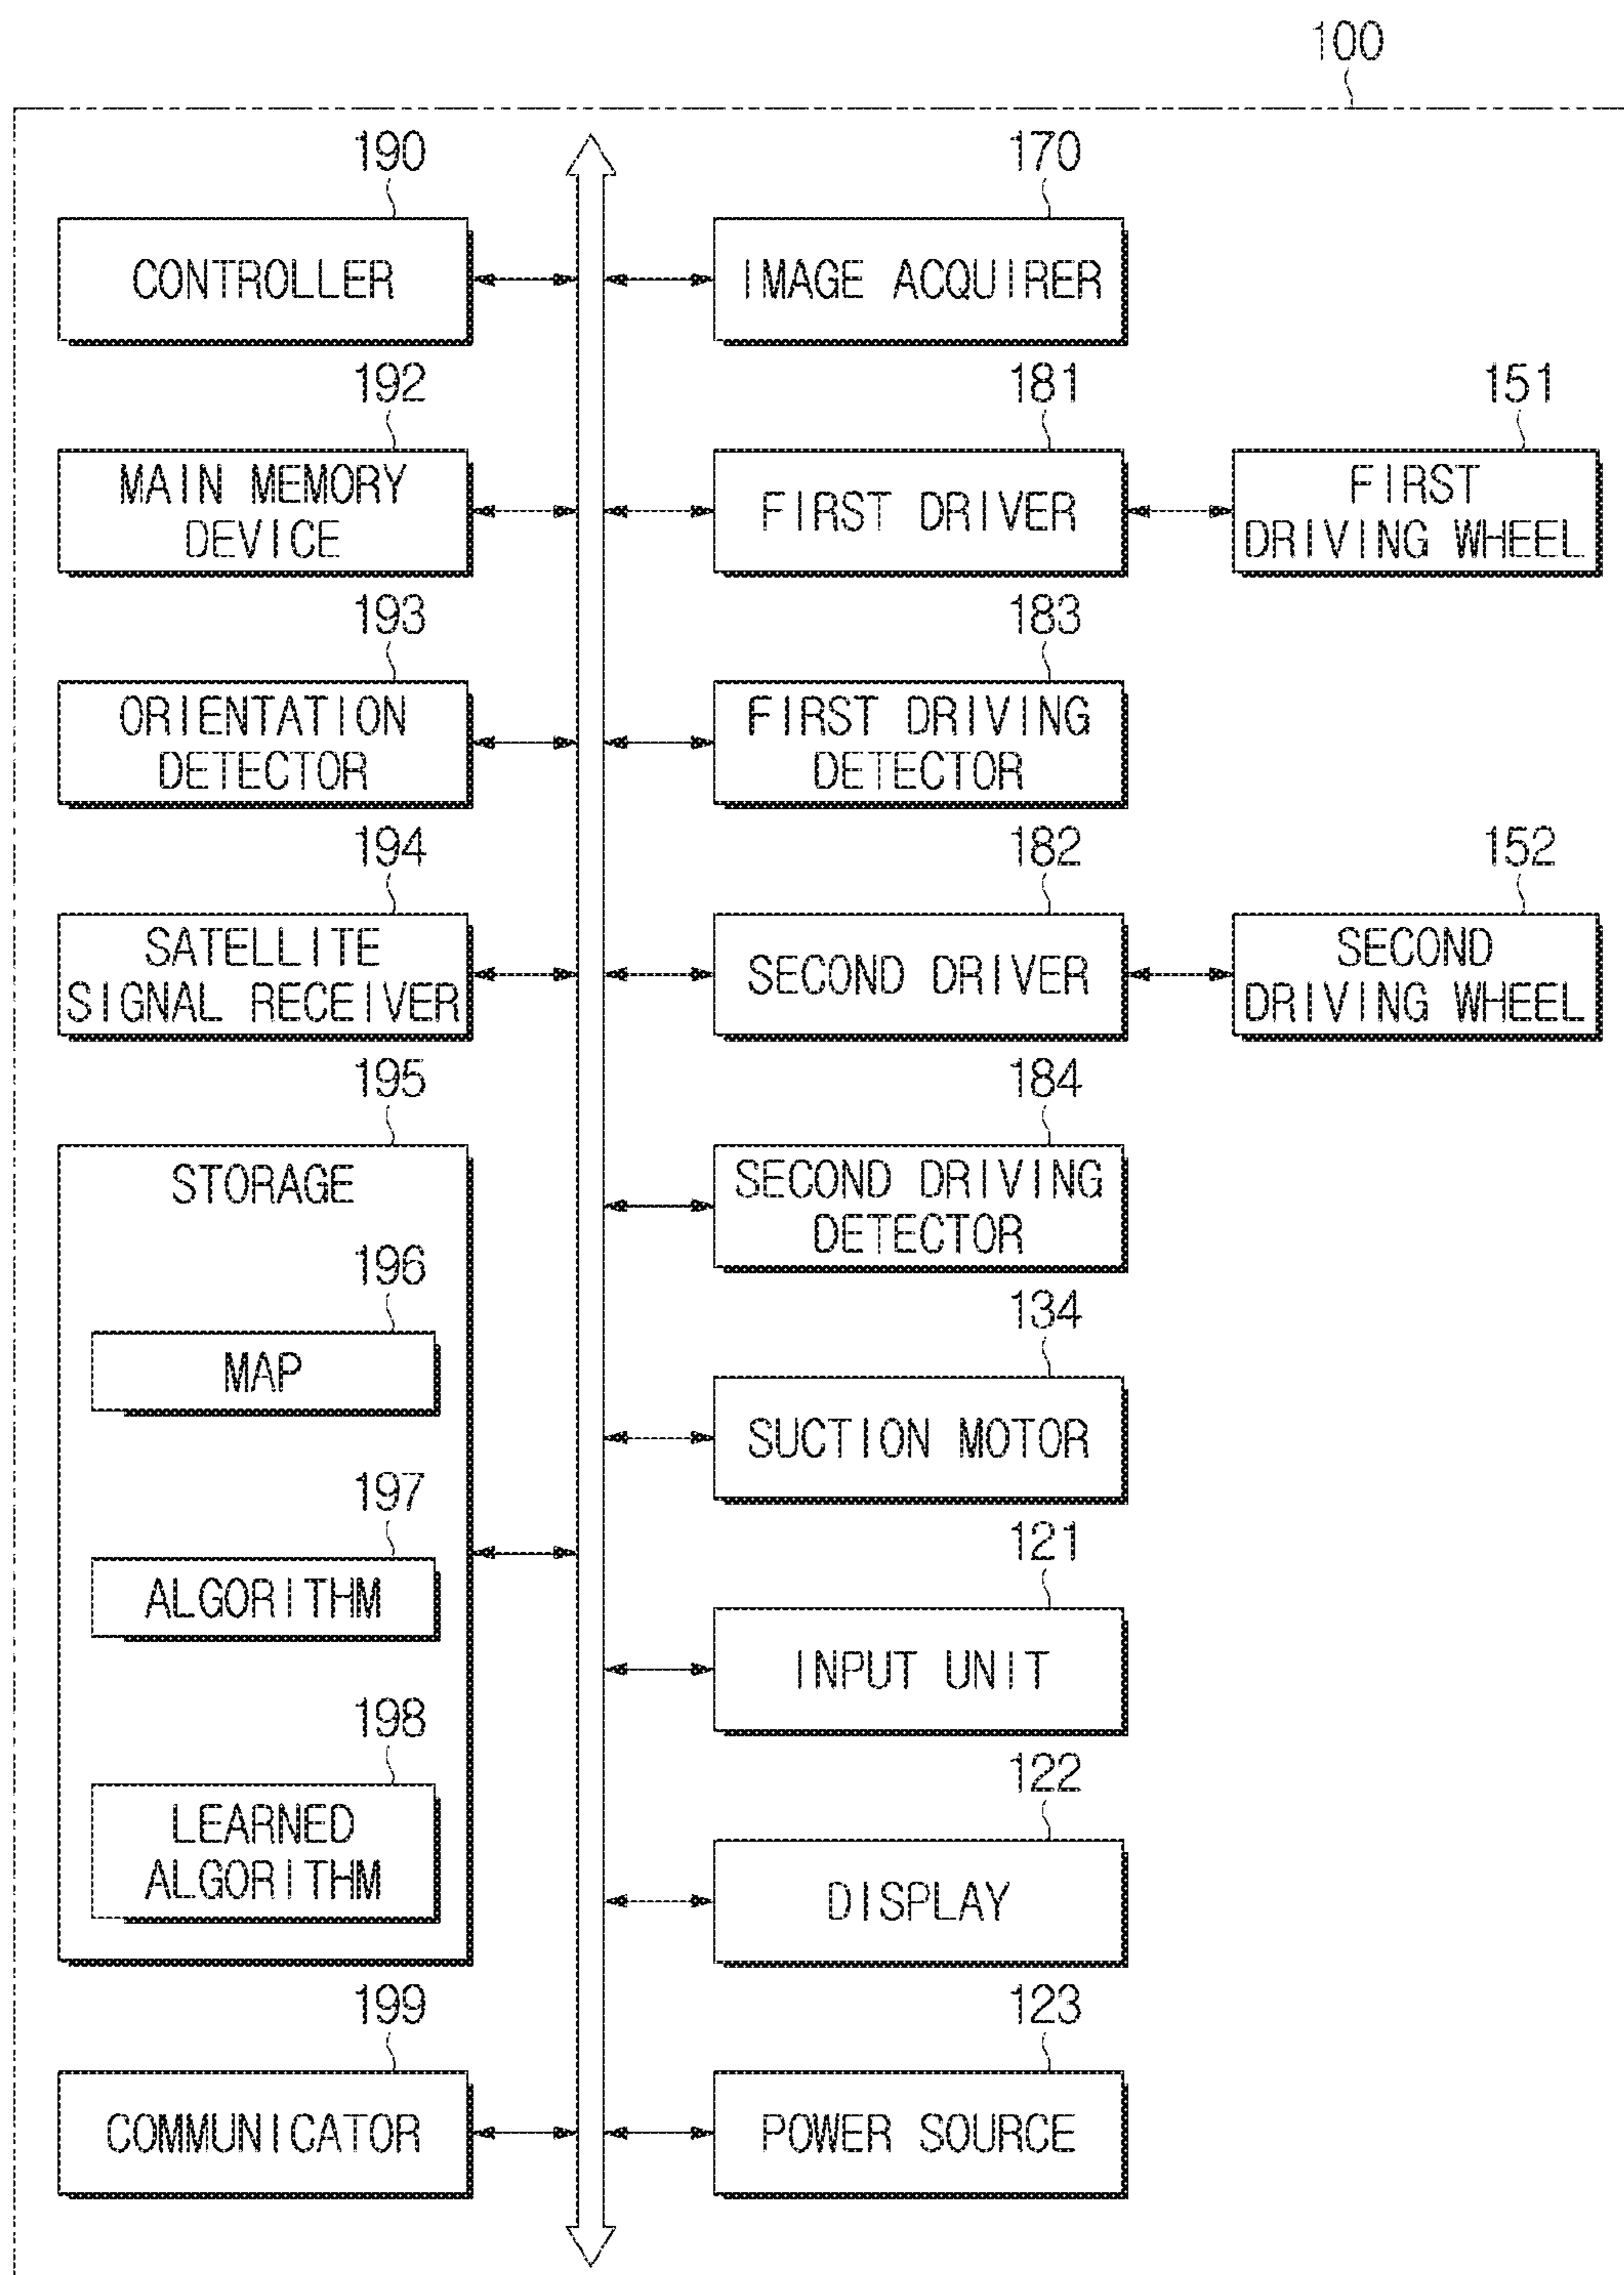 100
190
CONTROLLER
170
IMAGE ACQUIRER
192
MAIN MEMORY
DEVICE
181
FIRST DRIVER
151
FIRST
DRIVING WHEEL
193
ORIENTATION
DETECTOR
183
FIRST DRIVING
DETECTOR
194
SATELLITE
SIGNAL RECEIVER
182
SECOND DRIVER
152
SECOND
DRIVING WHEEL
195
STORAGE
196
MAP
197
ALGORITHM
198
LEARNED
ALGORITHM
184
SECOND DRIVING
DETECTOR
134
SUCTION MOTOR
121
INPUT UNIT
122
DISPLAY
199
COMMUNICATOR
123
POWER SOURCE